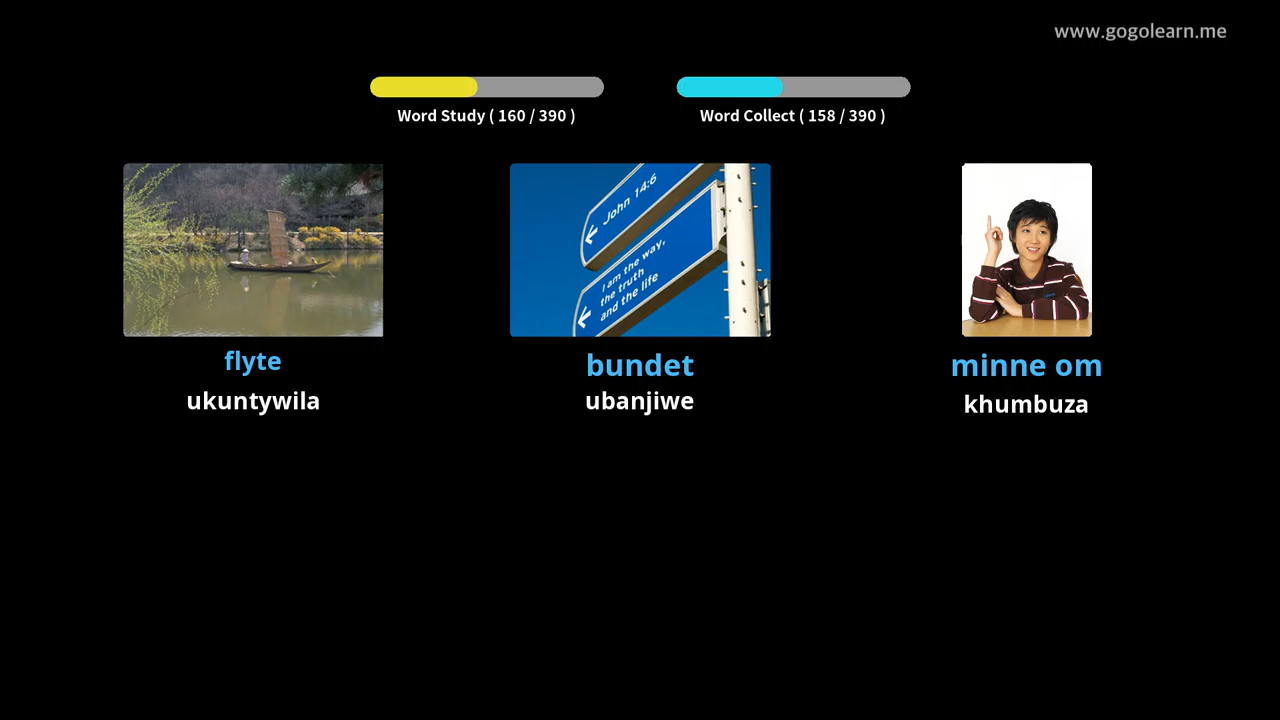 www.gogolearn.me
Word Study ( 160 / 390 )
Word Collect ( 158 / 390 )
John 14:6
I am the way,
the truth
and the life
flyte
bundet
minne om
ukuntywila
ubanjiwe
khumbuza